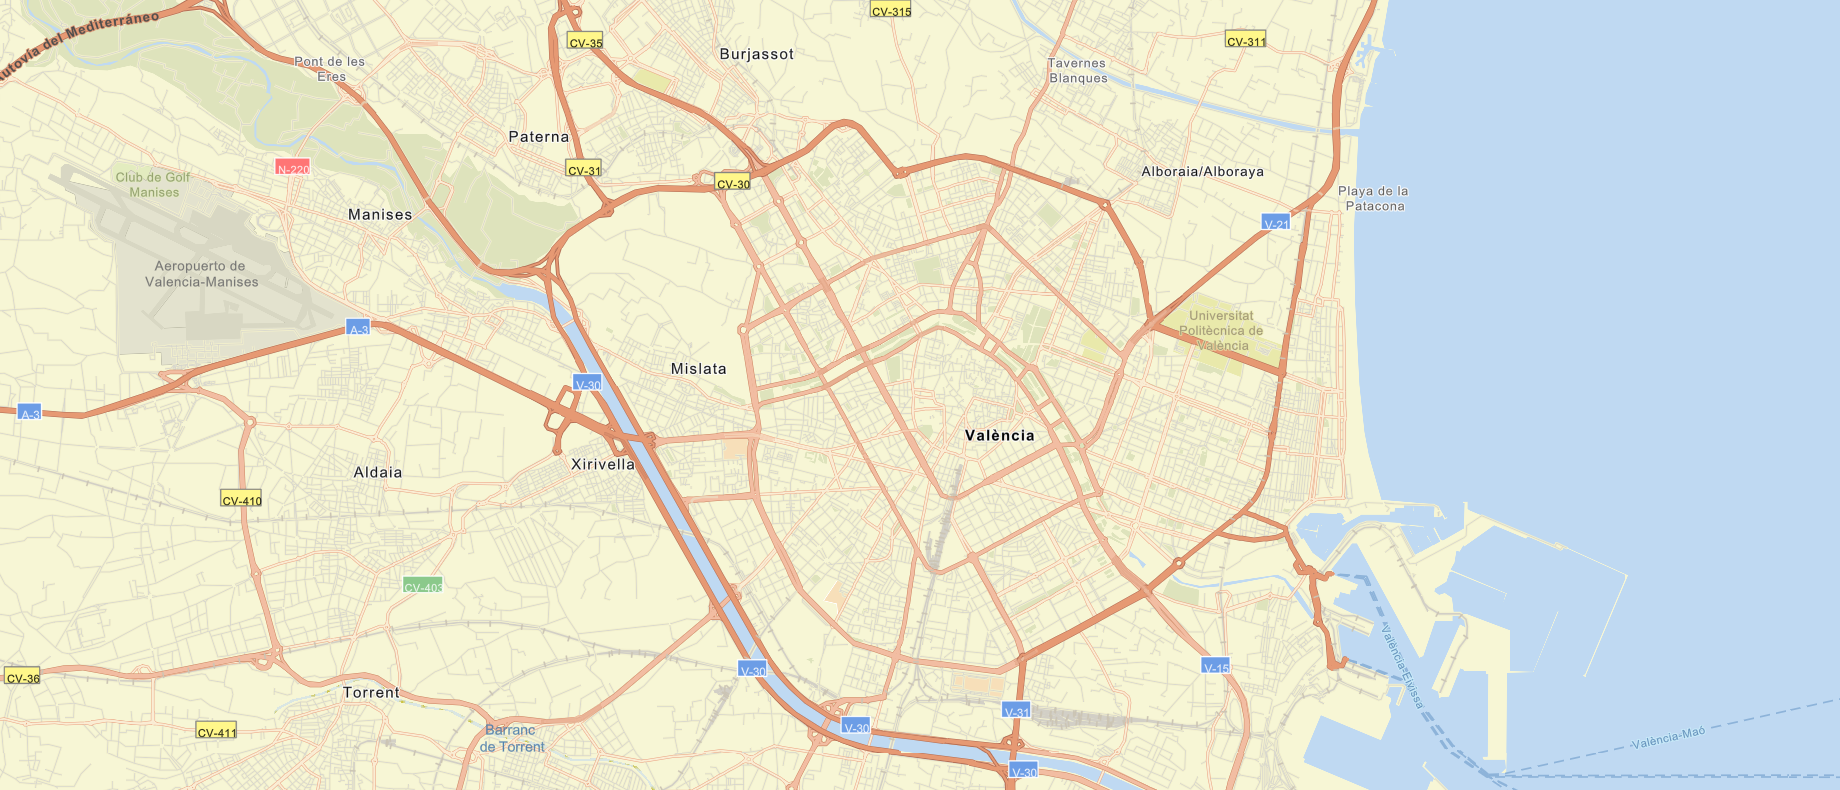 CV-315
utovía del Mediterráneo
CV-35
CV-311
Burjassot
Pont de les
Eres
Tavernes
Blanques
Paterna
N-220
CV-31
Alboraia/Alboraya
Club de Golf
Manises
CV-30
Playa de la
Patacona
Manises
V-21
Aeropuerto de
Valencia-Manises
Universitat
Politècnica de
València
A-3
Mislata
V-30
A-3
València
Xirivella
Aldaia
CV-410
CV-403
València-Eivissa
V-15
V-30
CV-36
Torrent
V-31
V-30
CV-411
Barranc
de Torrent
València-Maó
V-30